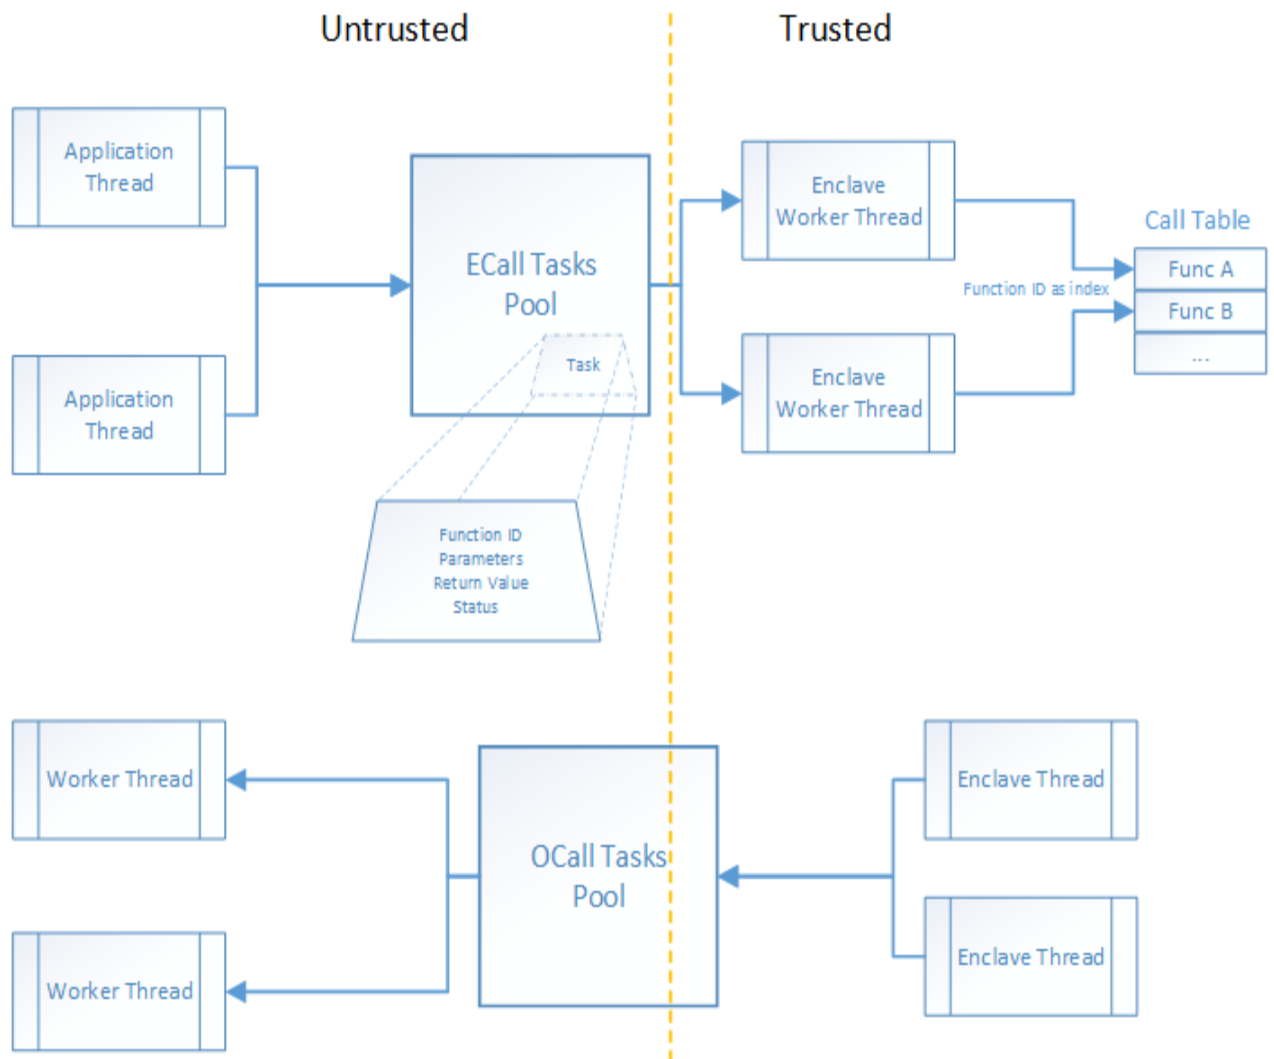 Untrusted
Trusted
Application
Thread
Application
Thread
ECall Tasks
Pool
Task
Function ID
Parameters
Return Value
Status
Enclave
Worker Thread
Enclave
Worker Thread
Function ID as index
Call Table
Func A
Func B
...
Worker Thread
Worker Thread
OCall Tasks
Pool
Enclave Thread
Enclave Thread